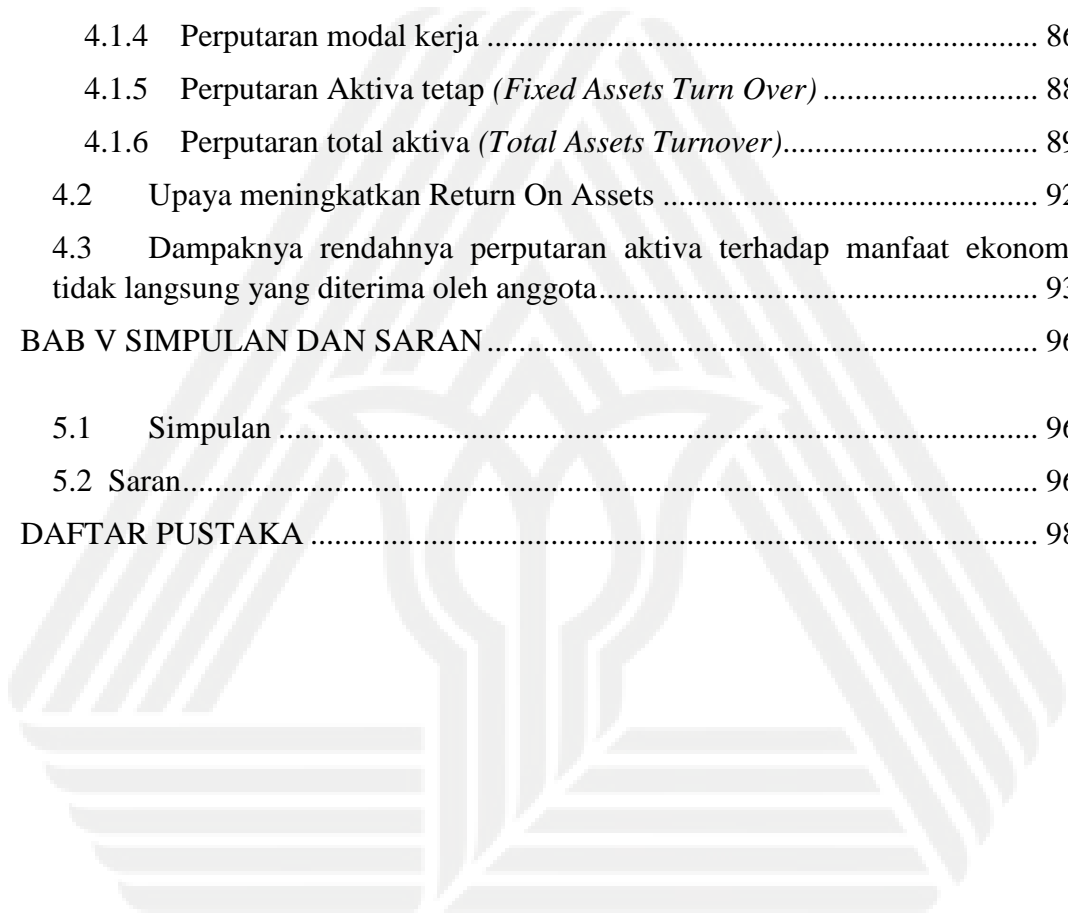 4.1.4 Perputaran modal kerja ........................................................................ 86
4.1.5 Perputaran Aktiva tetap (Fixed Assets Turn Over) ............................ 88
4.1.6 Perputaran total aktiva (Total Assets Turnover)................................. 89
4.2 Upaya meningkatkan Return On Assets ................................................. 92
4.3 Dampaknya rendahnya perputaran aktiva terhadap manfaat ekonom
tidak langsung yang diterima oleh anggota......................................................... 93
BAB V SIMPULAN DAN SARAN........................................................................ 96
5.1 Simpulan ................................................................................................... 96
5.2 Saran................................................................................................................ 96
DAFTAR PUSTAKA ............................................................................................... 98